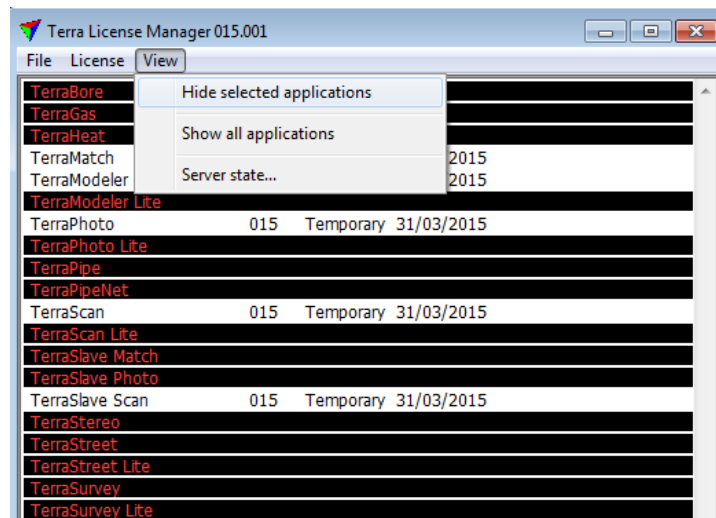 Terra License Manager 015.001
File License View
Hide selected applications
Show all applications
Server state...
TerraBore
TerraGas
TerraHeat
TerraMatch 2015
TerraModeler 2015
TerraModeler Lite
TerraPhoto 015 Temporary 31/03/2015
TerraPhoto Lite
TerraPipe
TerraPipeNet
TerraScan 015 Temporary 31/03/2015
TerraScan Lite
TerraSlave Match
TerraSlave Photo
TerraSlave Scan 015 Temporary 31/03/2015
TerraStereo
TerraStreet
TerraStreet Lite
TerraSurvey
TerraSurvey Lite